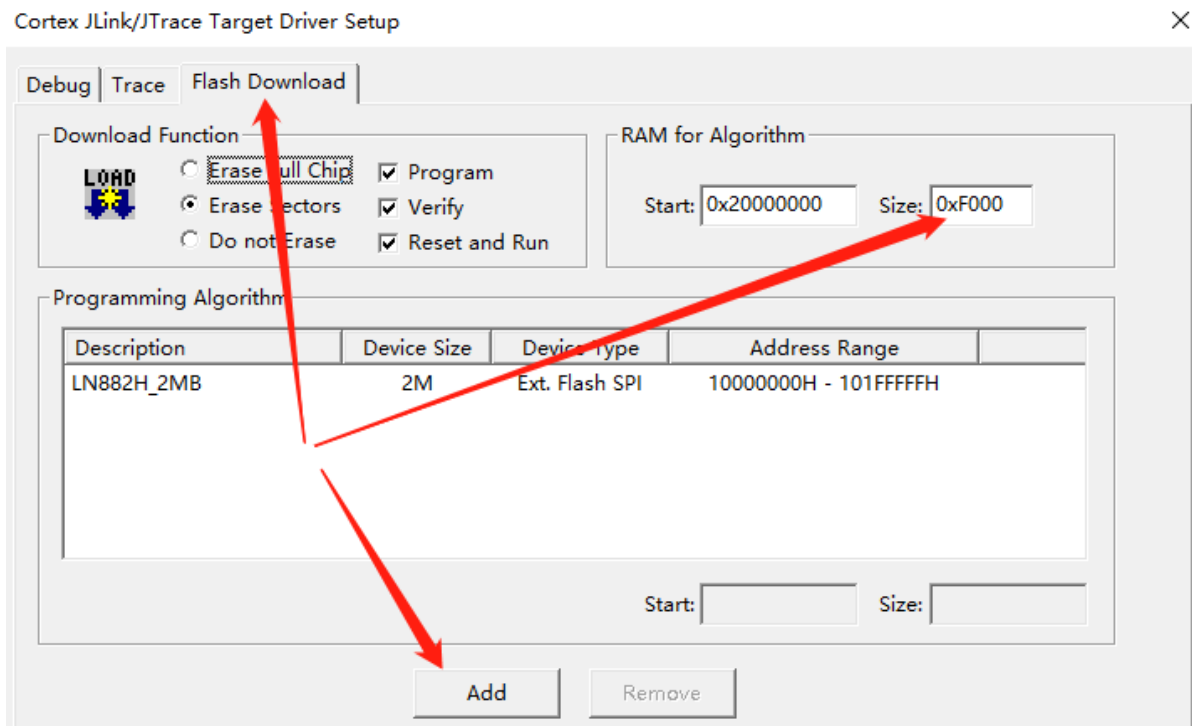 Cortex JLink/JTrace Target Driver Setup
Debug Trace Flash Download
Download Function
LOAD
Erase Full Chip
Erase Sectors
Do not Erase
Program
Verify
Reset and Run
RAM for Algorithm
Start: 0x20000000 Size: 0xF000
Programming Algorithm
Description Device Size Device Type Address Range
LN882H_2MB 2M Ext. Flash SPI 10000000H - 101FFFFFH
Start: Size:
Add Remove